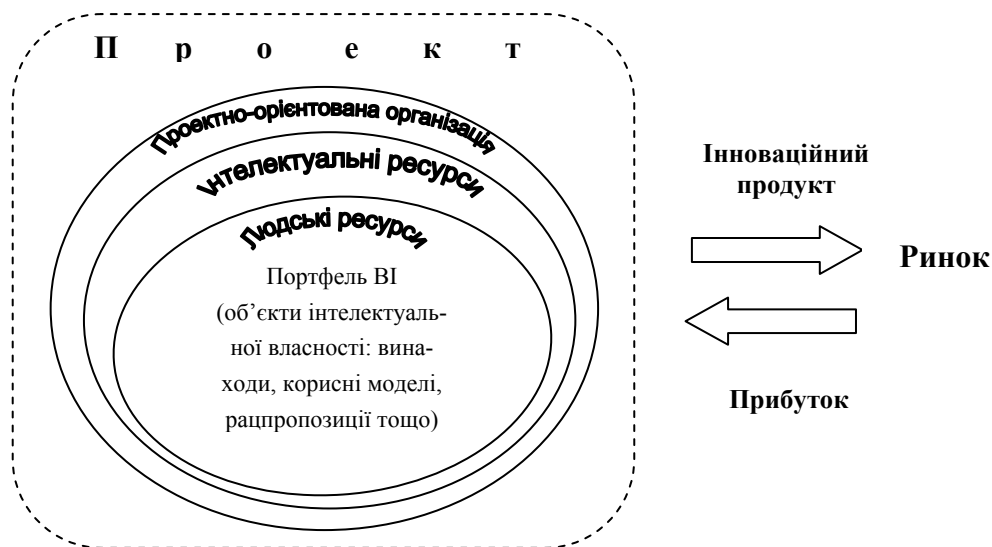 П р о е к т
Проектно-орієнтована організація
Інтелектуальні ресурси
Людські ресурси
Портфель ВІ
(об’єкти інтелектуаль-
ної власності: вина-
ходи, корисні моделі,
рацпропозиції тощо)
Інноваційний
продукт
Ринок
Прибуток